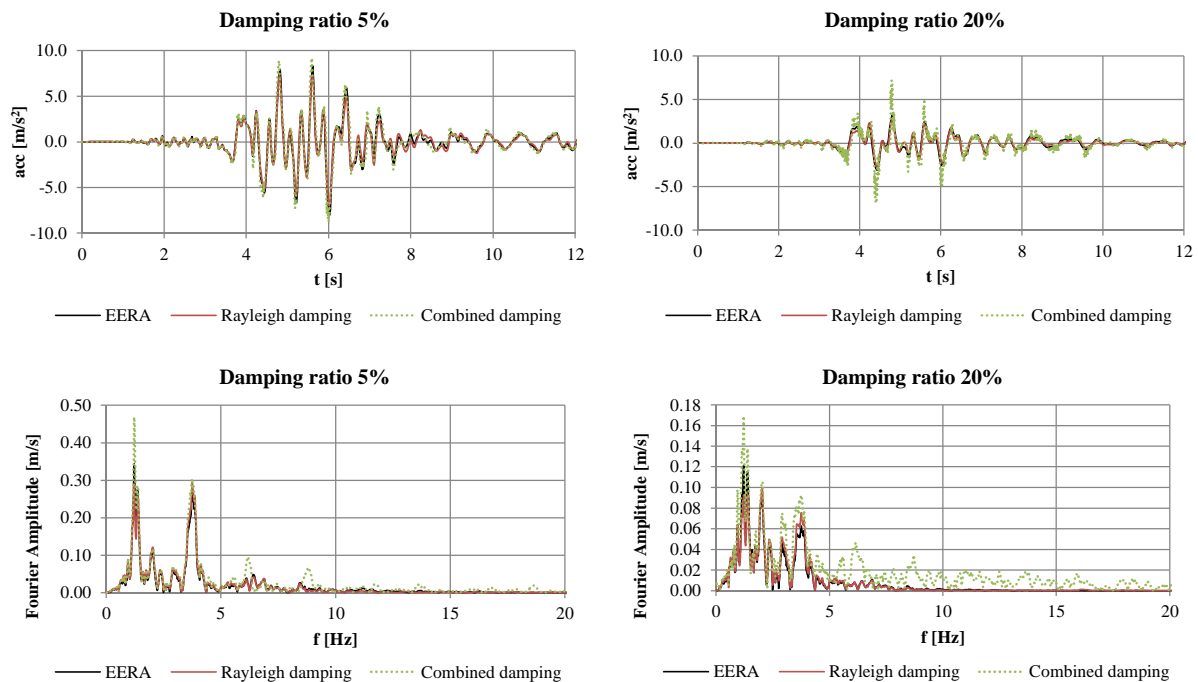 Damping ratio 5%
10.0
5.0
0.0
-5.0
-10.0
acc [m/s²]
0 2 4 6 8 10 12
t [s]
EERA Rayleigh damping Combined damping
Damping ratio 20%
10.0
5.0
0.0
-5.0
-10.0
acc [m/s²]
0 2 4 6 8 10 12
t [s]
EERA Rayleigh damping Combined damping
Damping ratio 5%
0.50
0.40
0.30
0.20
0.10
0.00
Fourier Amplitude [m/s]
0 5 10 15 20
f [Hz]
EERA Rayleigh damping Combined damping
Damping ratio 20%
0.18
0.16
0.14
0.12
0.10
0.08
0.06
0.04
0.02
0.00
Fourier Amplitude [m/s]
0 5 10 15 20
f [Hz]
EERA Rayleigh damping Combined damping